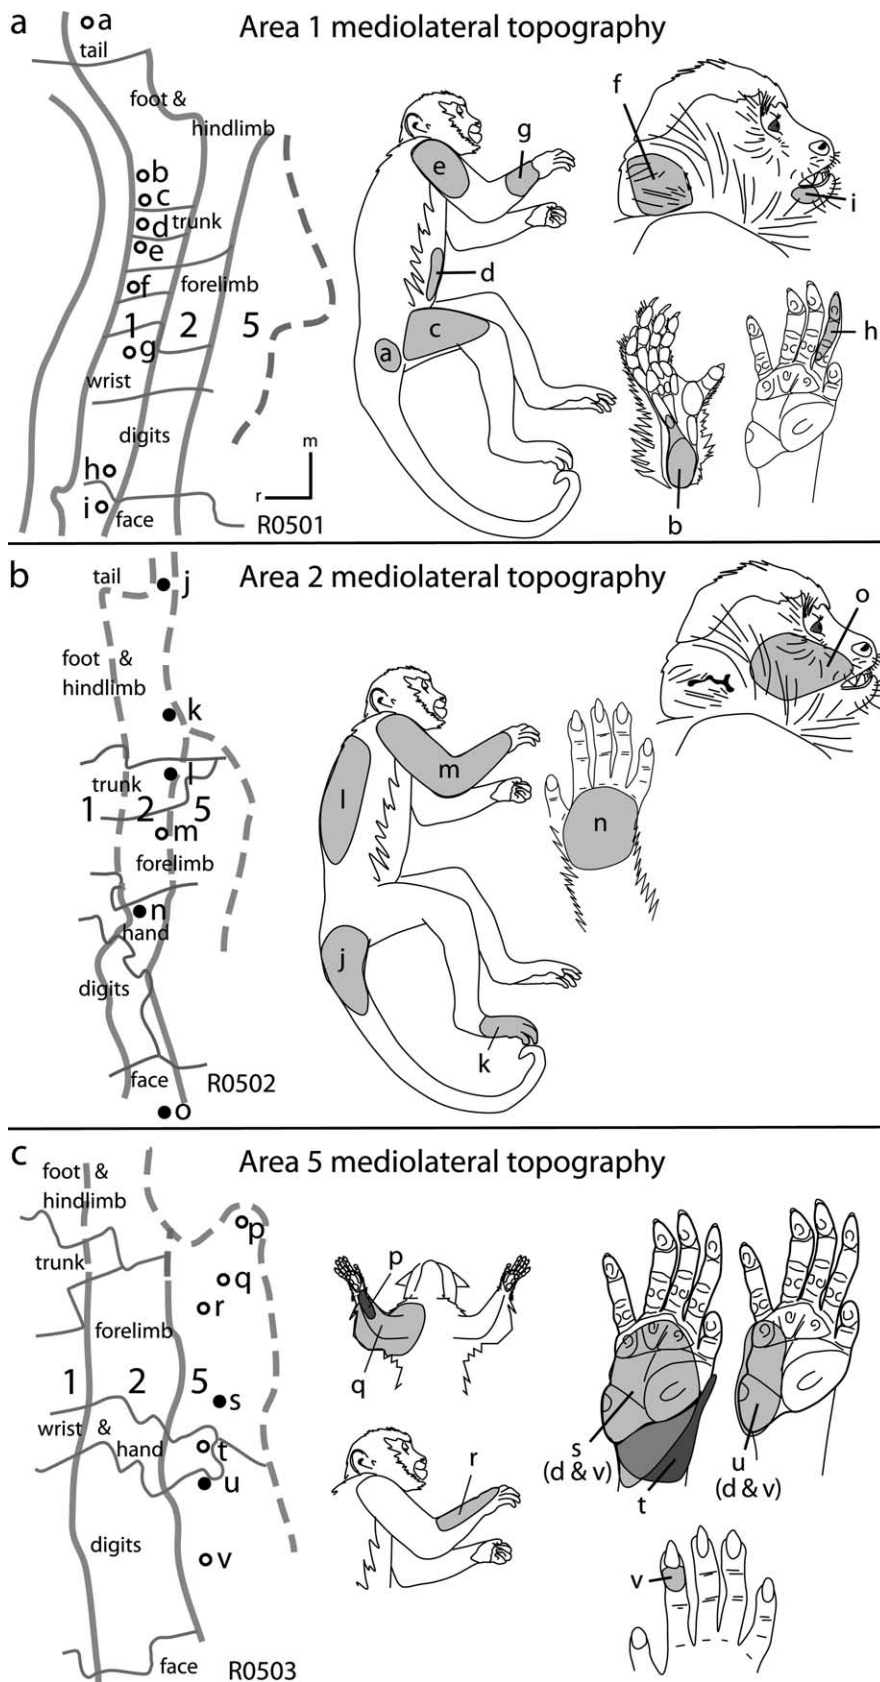 a
Area 1 mediolateral topography
a
tail
foot &
hindlimb
b
c
d
trunk
e
f
forelimb
1 2 5
g
wrist
digits
h
i
face
m
r
R0501
e
g
d
c
a
f
i
h
b
b
Area 2 mediolateral topography
tail
j
foot &
hindlimb
k
trunk
l
1 2 5
m
forelimb
n
hand
digits
face
R0502
o
l
m
j
k
n
o
c
Area 5 mediolateral topography
foot &
hindlimb
p
trunk
q
r
forelimb
1 2 5
s
wrist &
hand
t
u
digits
v
face
R0503
p
q
r
s
(d & v)
t
u
(d & v)
v